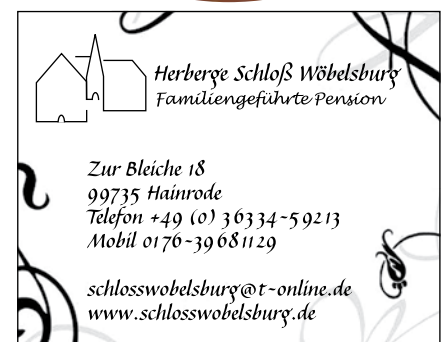 Herberge Schloß Wöbelsburg
Familiengeführte Pension
Zur Bleiche 18
99735 Hainrode
Telefon +49 (0) 36334-59213
Mobil 0176-39681129
schlosswobelsburg@t-online.de
www.schlosswobelsburg.de